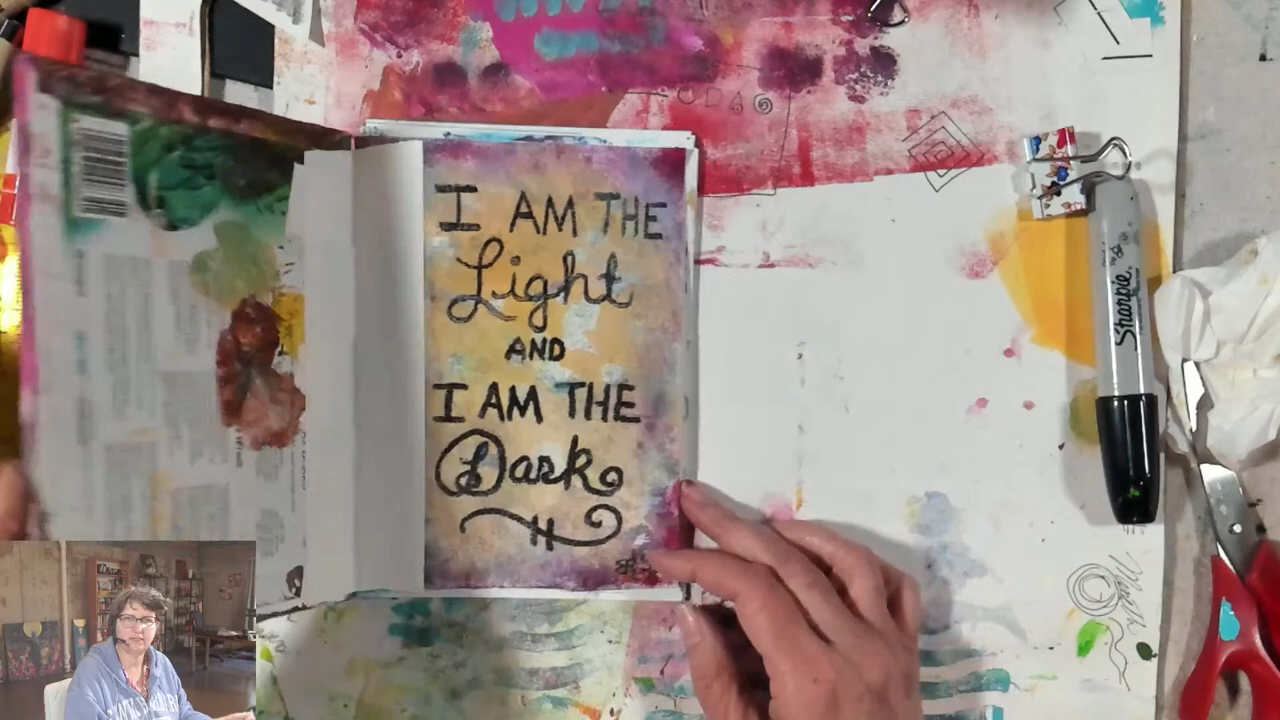 I AM THE
Light
AND
I AM THE
Dark
Sharpie